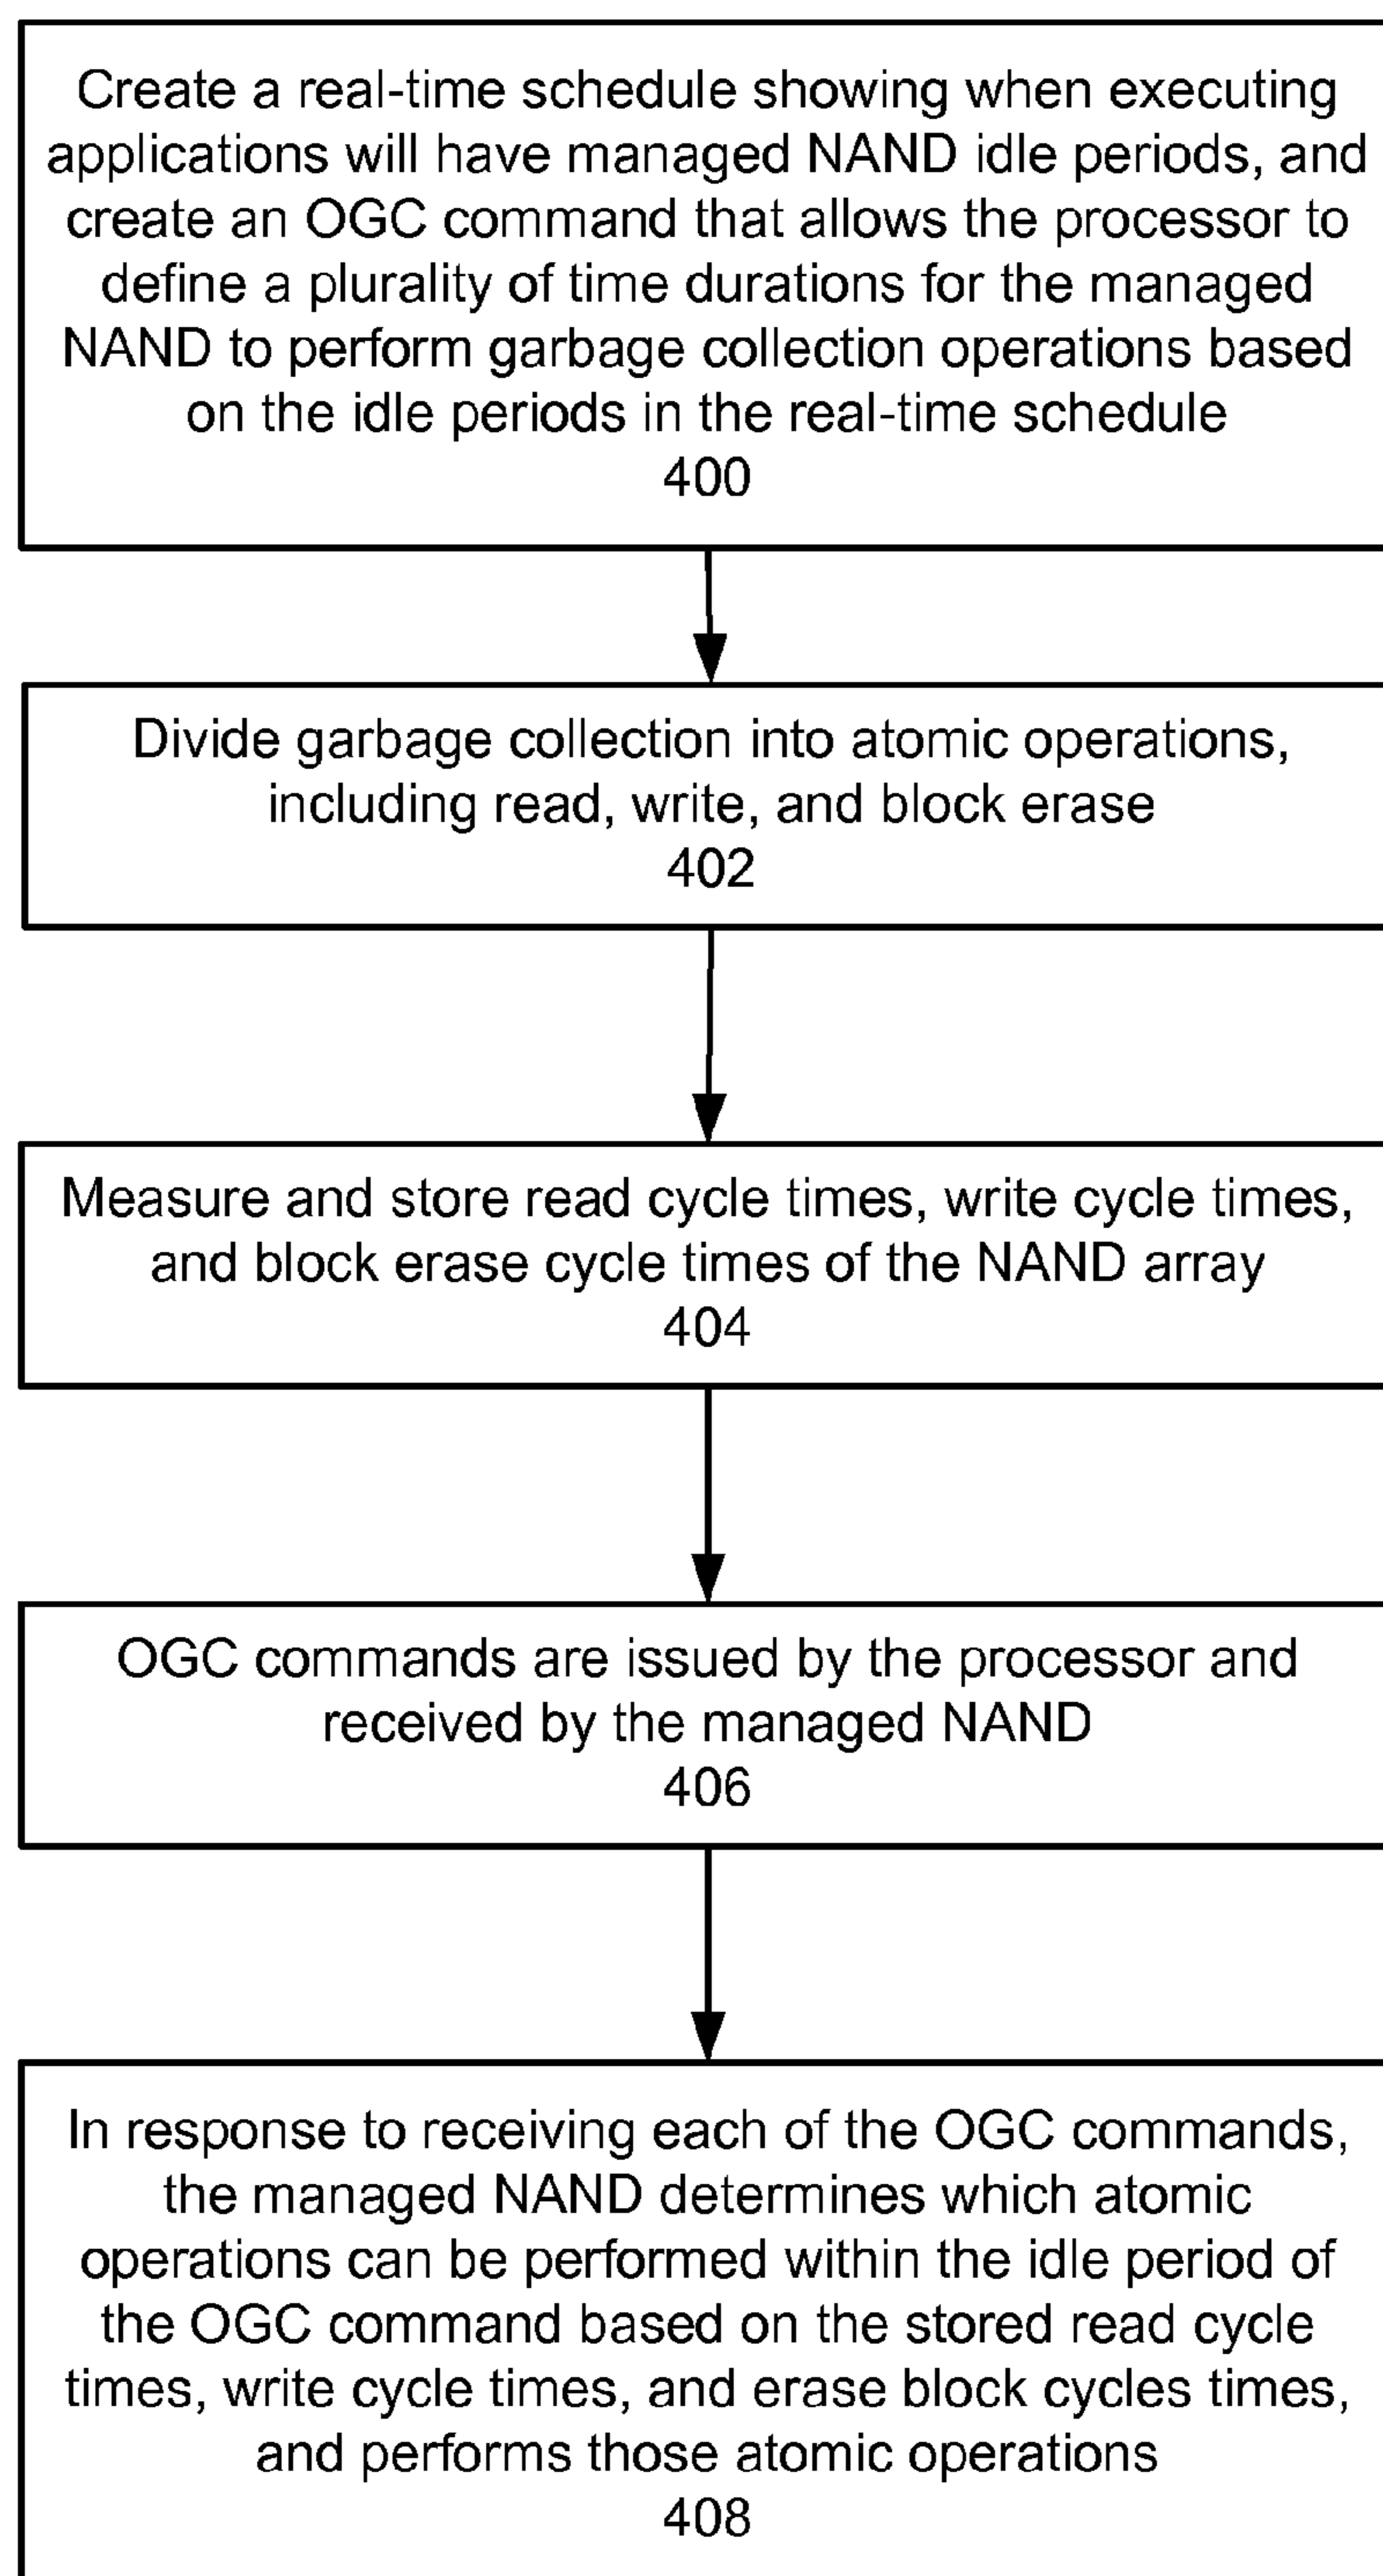 Create a real-time schedule showing when executing
applications will have managed NAND idle periods, and
create an OGC command that allows the processor to
define a plurality of time durations for the managed
NAND to perform garbage collection operations based
on the idle periods in the real-time schedule
400
Divide garbage collection into atomic operations,
including read, write, and block erase
402
Measure and store read cycle times, write cycle times,
and block erase cycle times of the NAND array
404
OGC commands are issued by the processor and
received by the managed NAND
406
In response to receiving each of the OGC commands,
the managed NAND determines which atomic
operations can be performed within the idle period of
the OGC command based on the stored read cycle
times, write cycle times, and erase block cycles times,
and performs those atomic operations
408